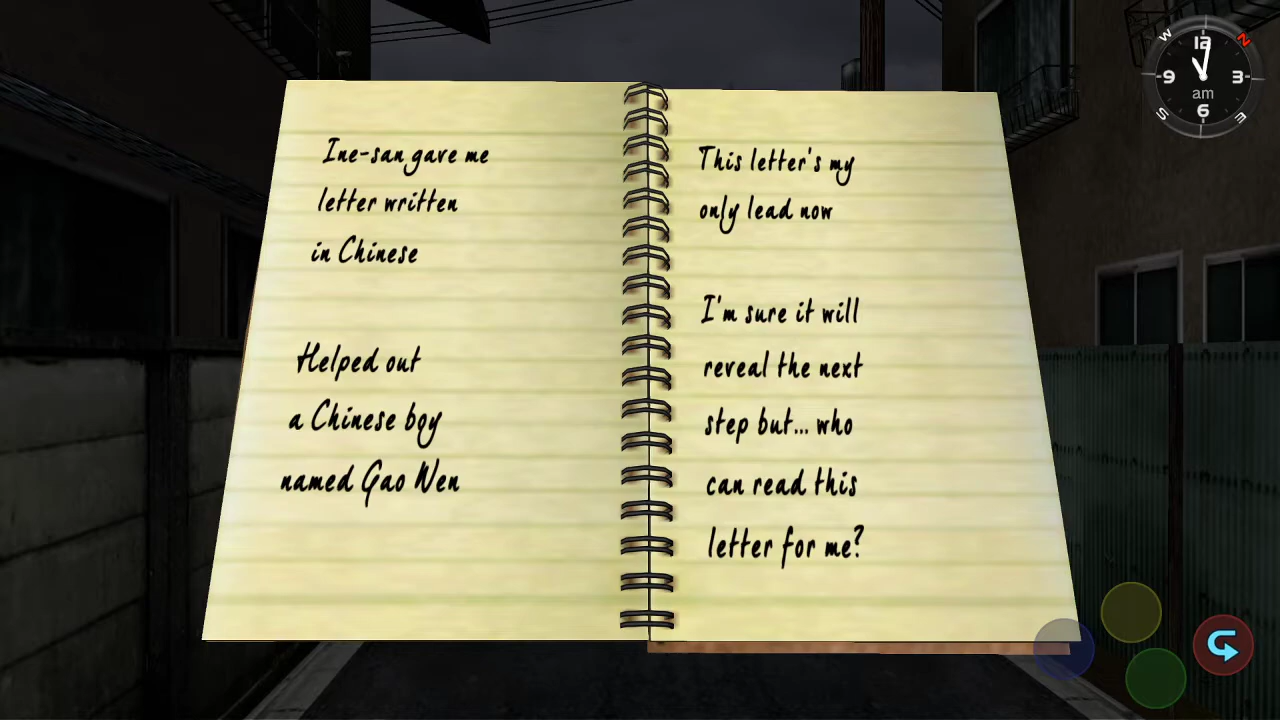 Ine-san gave me
letter written
in Chinese
Helped out
a Chinese boy
named Gao Wen
This letter's my
only lead now
I'm sure it will
reveal the next
step but... who
can read this
letter for me?
W
N
12
9
3
am
S
6
E